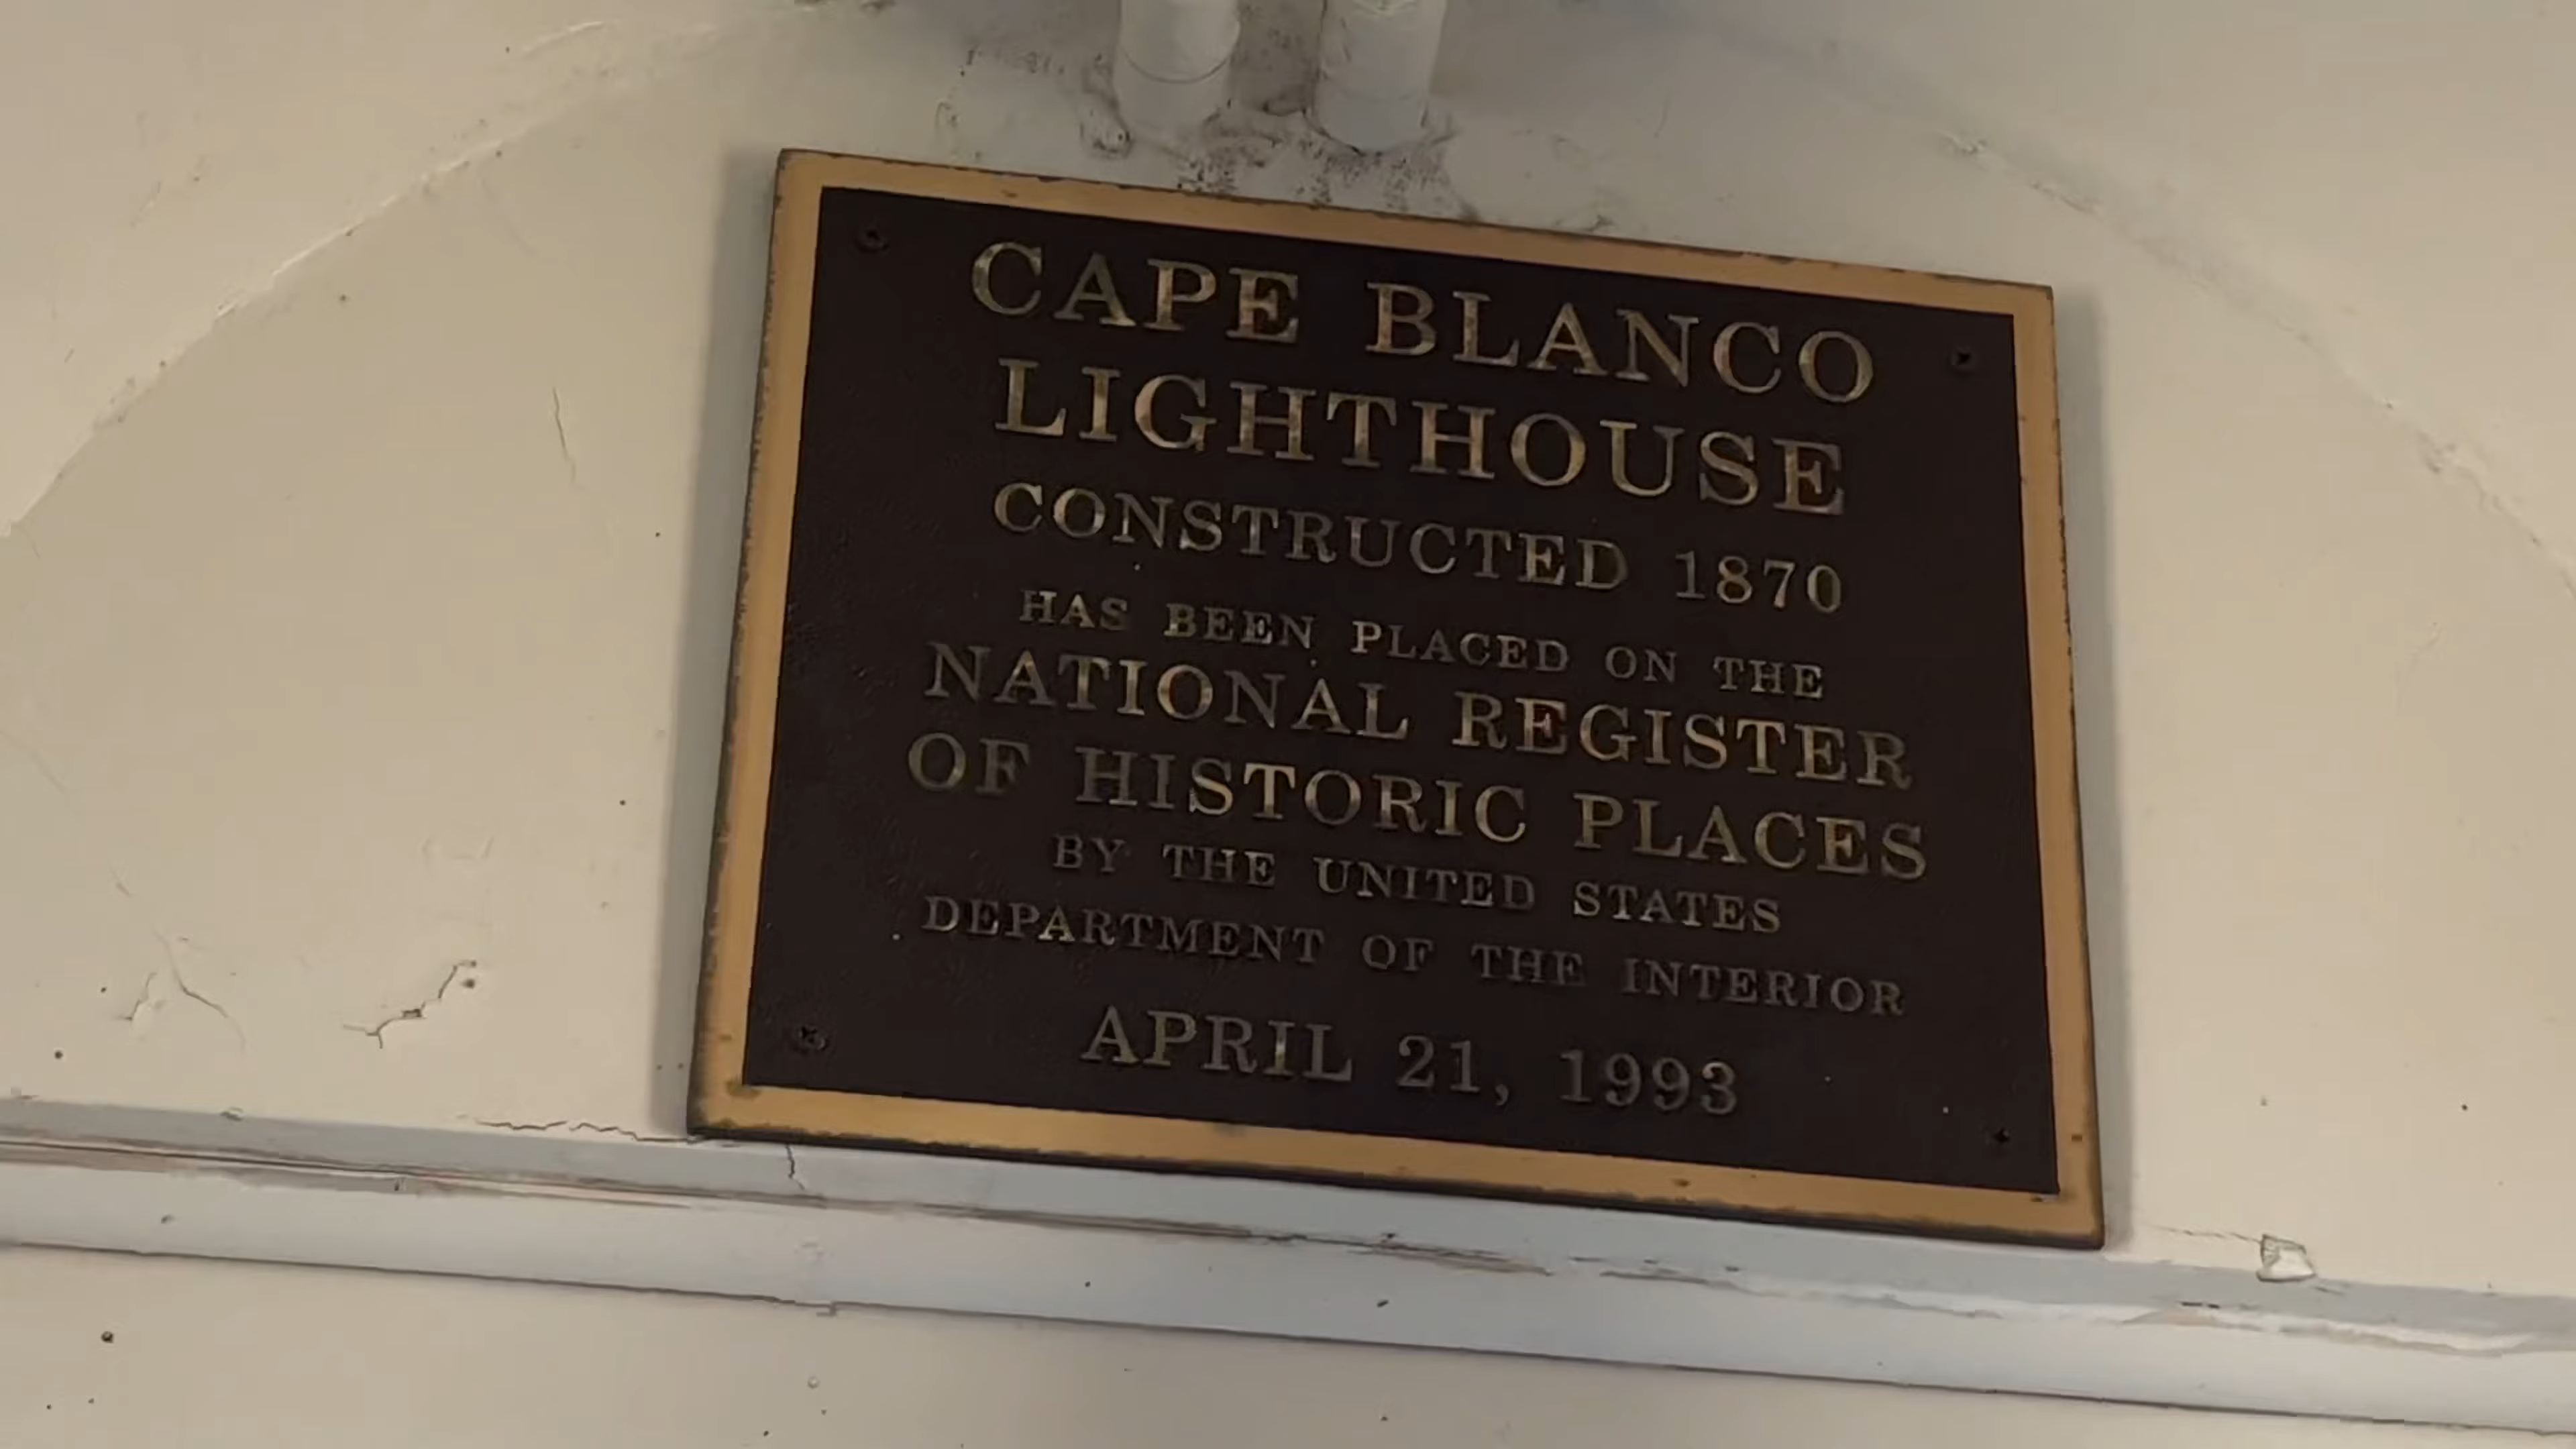 CAPE BLANCO
LIGHTHOUSE
CONSTRUCTED 1870
HAS BEEN PLACED ON THE
NATIONAL REGISTER
OF HISTORIC PLACES
BY THE UNITED STATES
DEPARTMENT OF THE INTERIOR
APRIL 21, 1993